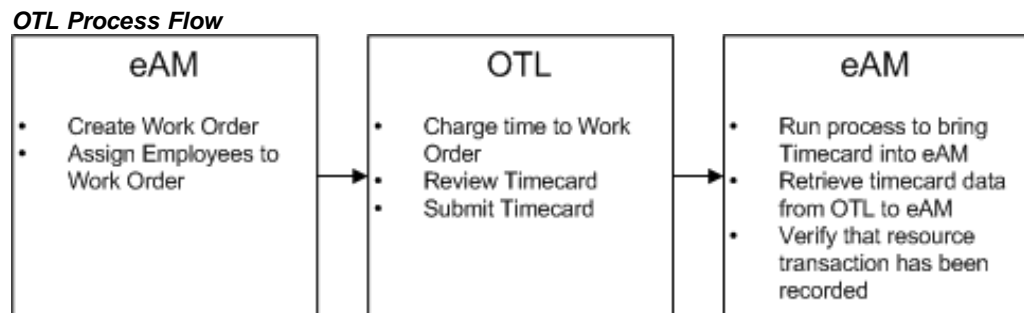 OTL Process Flow
eAM
• Create Work Order
• Assign Employees to
Work Order
OTL
• Charge time to Work
Order
• Review Timecard
• Submit Timecard
eAM
• Run process to bring
Timecard into eAM
• Retrieve timecard data
from OTL to eAM
• Verify that resource
transaction has been
recorded